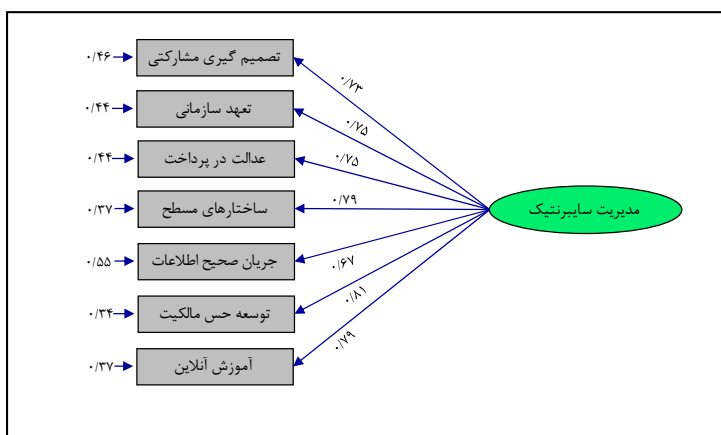 ۰/۴۶
تصمیم گیری مشارکتی
۰/۷۳
۰/۴۴
تعهد سازمانی
۰/۷۵
۰/۴۴
عدالت در پرداخت
۰/۷۵
۰/۳۷
ساختارهای مسطح
۰/۷۹
مدیریت سایبرنتیک
۰/۵۵
جریان صحیح اطلاعات
۰/۶۷
۰/۳۴
توسعه حس مالکیت
۰/۸۱
۰/۳۷
آموزش آنلاین
۰/۷۹